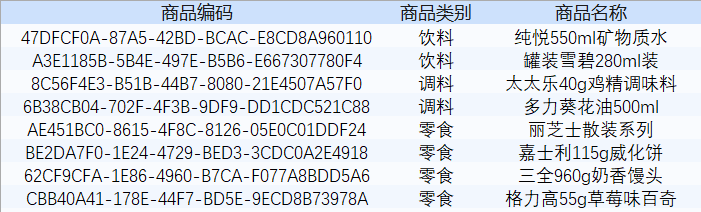 商品编码 商品类别 商品名称
47DFCF0A-87A5-42BD-BCAC-E8CD8A960110 饮料 纯悦550ml矿物质水
A3E1185B-5B4E-497E-B5B6-E667307780F4 饮料 罐装雪碧280ml装
8C56F4E3-B51B-44B7-8080-21E4507A57F0 调料 太太乐40g鸡精调味料
6B38CB04-702F-4F3B-9DF9-DD1CDC521C88 调料 多力葵花油500ml
AE451BC0-8615-4F8C-8126-05E0C01DDF24 零食 丽芝士散装系列
BE2DA7F0-1E24-4729-BED3-3CDC0A2E4918 零食 嘉士利115g威化饼
62CF9CFA-1E86-4960-B7CA-F077A8BDD5A6 零食 三全960g奶香馒头
CBB40A41-178E-44F7-BD5E-9ECD8B73978A 零食 格力高55g草莓味百奇